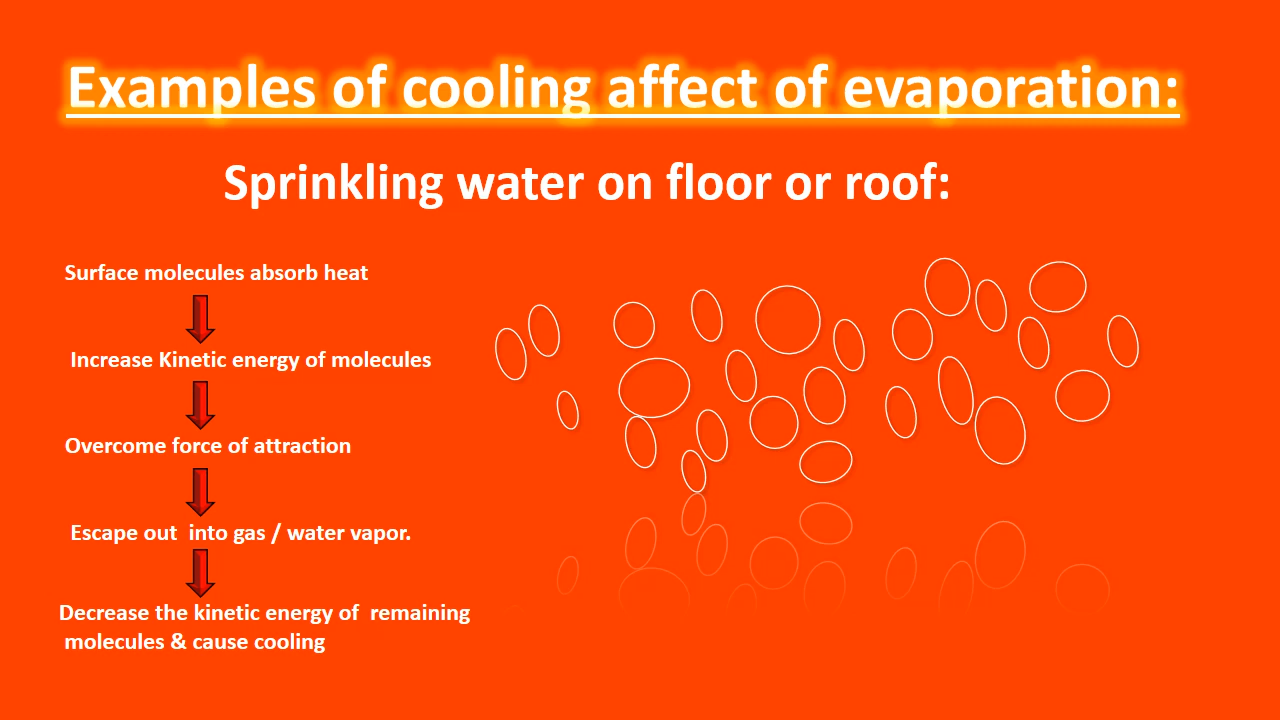 Examples of cooling affect of evaporation:
Sprinkling water on floor or roof:
Surface molecules absorb heat
Increase Kinetic energy of molecules
Overcome force of attraction
Escape out  into gas / water vapor.
Decrease the kinetic energy of  remaining
molecules & cause cooling